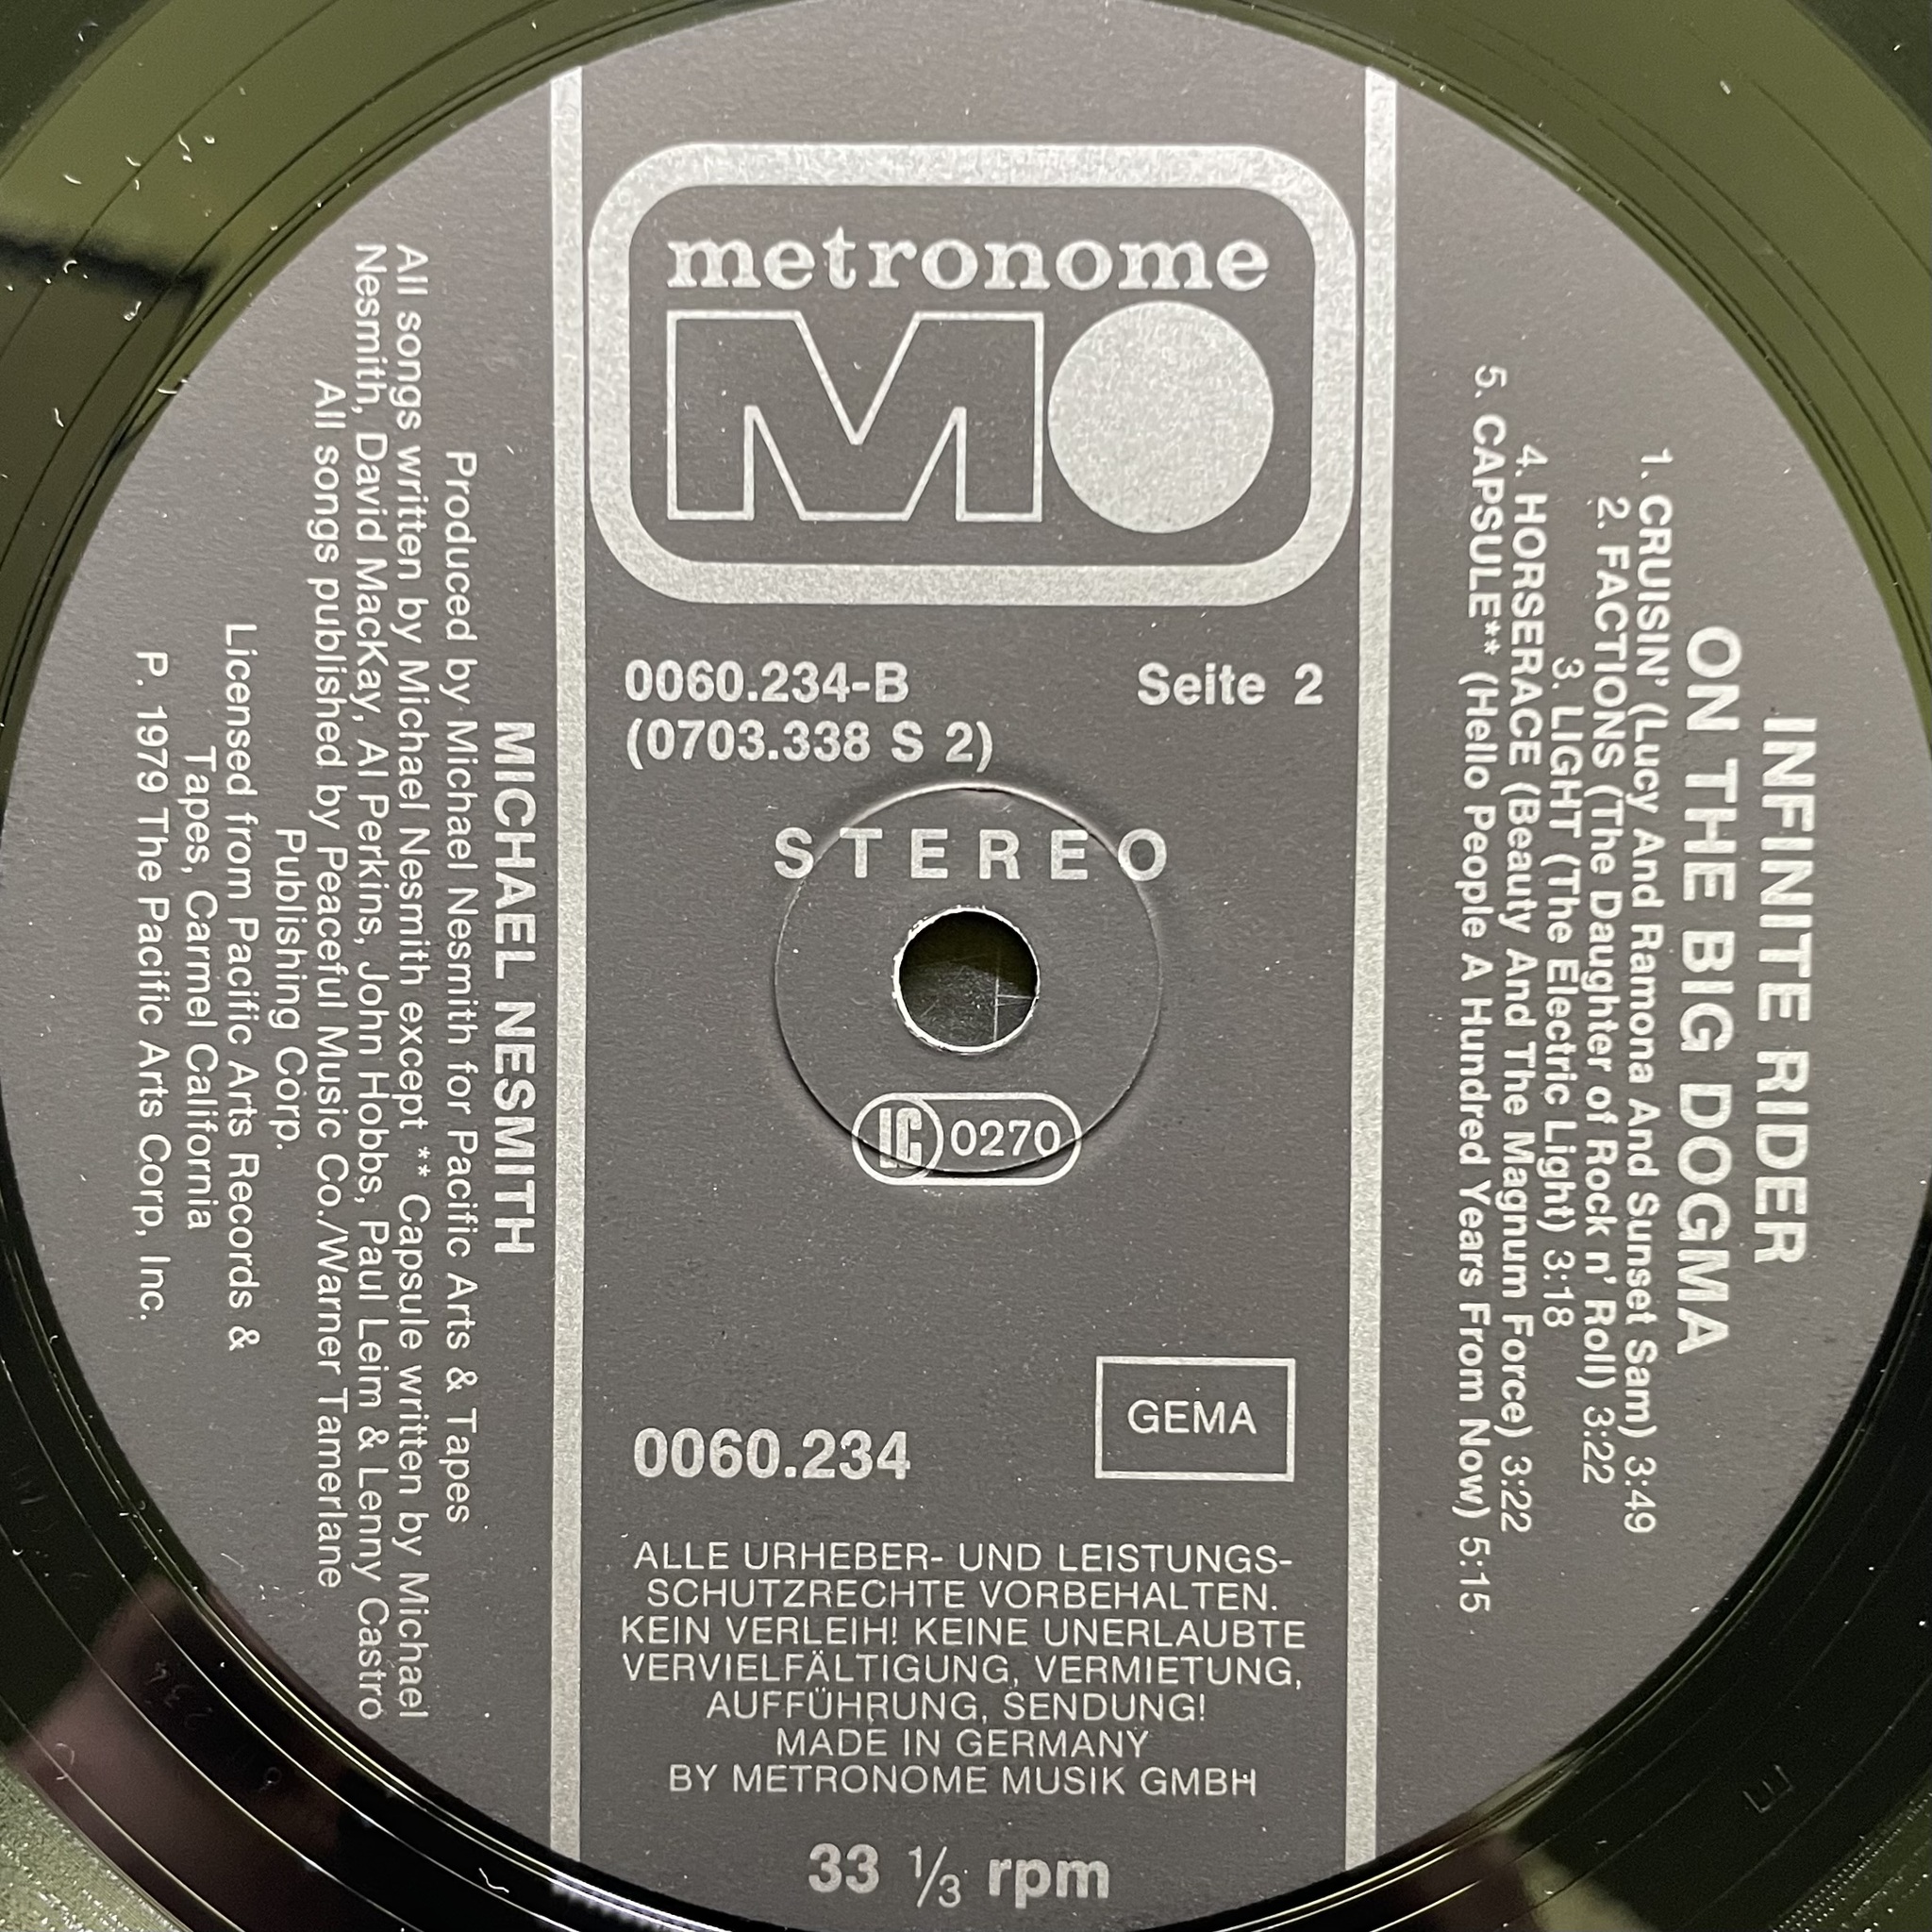 metronome
MO
0060.234-B Seite 2
(0703.338 S 2)
STEREO
LC 0270
GEMA
0060.234
ALLE URHEBER- UND LEISTUNGS-
SCHUTZRECHTE VORBEHALTEN.
KEIN VERLEIH! KEINE UNERLAUBTE
VERVIELFÄLTIGUNG, VERMIETUNG,
AUFFÜHRUNG, SENDUNG!
MADE IN GERMANY
BY METRONOME MUSIK GMBH
33 1/3 rpm
INFINITE RIDER
ON THE BIG DOGMA
1. CRUISIN' (Lucy And Ramona And Sunset Sam) 3:49
2. FACTIONS (The Daughter of Rock n' Roll) 3:22
3. LIGHT (The Electric Light) 3:18
4. HORSERACE (Beauty And The Magnum Force) 3:22
5. CAPSULE** (Hello People A Hundred Years From Now) 5:15
MICHAEL NESMITH
Produced by Michael Nesmith for Pacific Arts & Tapes
All songs written by Michael Nesmith except ** Capsule written by Michael
Nesmith, David MacKay, Al Perkins, John Hobbs, Paul Leim & Lenny Castro
All songs published by Peaceful Music Co./Warner Tamerlane
Publishing Corp.
Licensed from Pacific Arts Records &
Tapes, Carmel California
P. 1979 The Pacific Arts Corp, Inc.